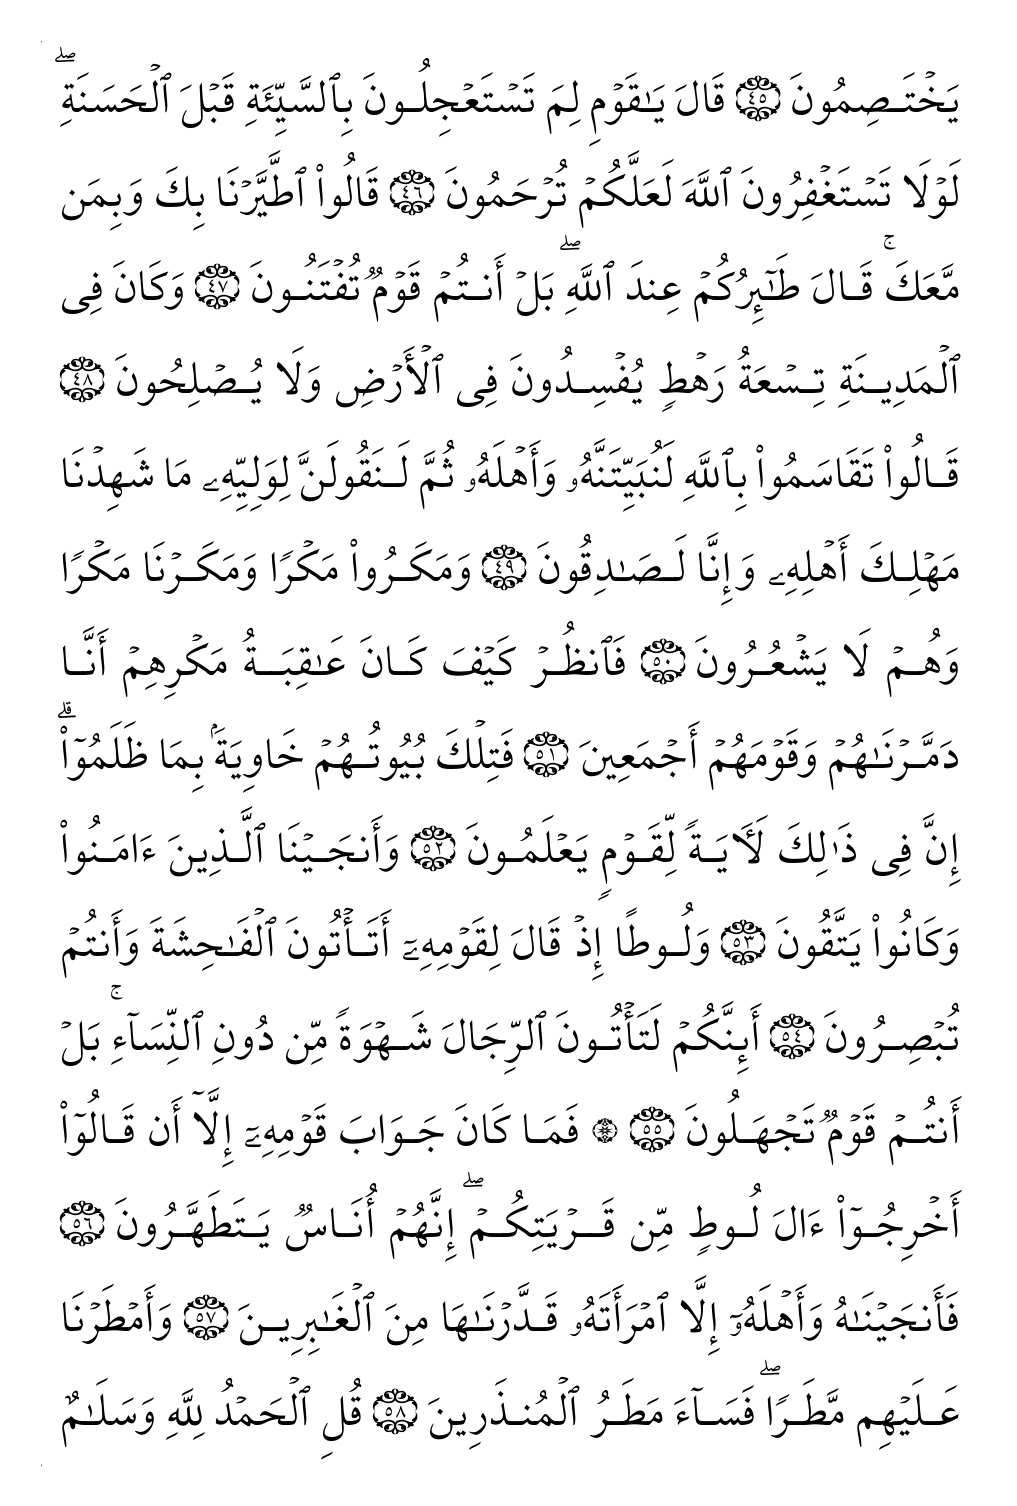 يَخۡتَصِمُونَ ٤٥ قَالَ يَٰقَوۡمِ لِمَ تَسۡتَعۡجِلُونَ بِٱلسَّيِّئَةِ قَبۡلَ ٱلۡحَسَنَةِۖ
لَوۡلَا تَسۡتَغۡفِرُونَ ٱللَّهَ لَعَلَّكُمۡ تُرۡحَمُونَ ٤٦ قَالُواْ ٱطَّيَّرۡنَا بِكَ وَبِمَن
مَّعَكَۚ قَالَ طَٰٓئِرُكُمۡ عِندَ ٱللَّهِۖ بَلۡ أَنتُمۡ قَوۡمٞ تُفۡتَنُونَ ٤٧ وَكَانَ فِي
ٱلۡمَدِينَةِ تِسۡعَةُ رَهۡطٖ يُفۡسِدُونَ فِي ٱلۡأَرۡضِ وَلَا يُصۡلِحُونَ ٤٨
قَالُواْ تَقَاسَمُواْ بِٱللَّهِ لَنُبَيِّتَنَّهُۥ وَأَهۡلَهُۥ ثُمَّ لَنَقُولَنَّ لِوَلِيِّهِۦ مَا شَهِدۡنَا
مَهۡلِكَ أَهۡلِهِۦ وَإِنَّا لَصَٰدِقُونَ ٤٩ وَمَكَرُواْ مَكۡرٗا وَمَكَرۡنَا مَكۡرٗا
وَهُمۡ لَا يَشۡعُرُونَ ٥٠ فَٱنظُرۡ كَيۡفَ كَانَ عَٰقِبَةُ مَكۡرِهِمۡ أَنَّا
دَمَّرۡنَٰهُمۡ وَقَوۡمَهُمۡ أَجۡمَعِينَ ٥١ فَتِلۡكَ بُيُوتُهُمۡ خَاوِيَةَۢ بِمَا ظَلَمُوٓاْۗ
إِنَّ فِي ذَٰلِكَ لَأٓيَةٗ لِّقَوۡمٖ يَعۡلَمُونَ ٥٢ وَأَنجَيۡنَا ٱلَّذِينَ ءَامَنُواْ
وَكَانُواْ يَتَّقُونَ ٥٣ وَلُوطًا إِذۡ قَالَ لِقَوۡمِهِۦٓ أَتَأۡتُونَ ٱلۡفَٰحِشَةَ وَأَنتُمۡ
تُبۡصِرُونَ ٥٤ أَئِنَّكُمۡ لَتَأۡتُونَ ٱلرِّجَالَ شَهۡوَةٗ مِّن دُونِ ٱلنِّسَآءِۚ بَلۡ
أَنتُمۡ قَوۡمٞ تَجۡهَلُونَ ٥٥ ۞ فَمَا كَانَ جَوَابَ قَوۡمِهِۦٓ إِلَّآ أَن قَالُوٓاْ
أَخۡرِجُوٓاْ ءَالَ لُوطٖ مِّن قَرۡيَتِكُمۡۖ إِنَّهُمۡ أُنَاسٞ يَتَطَهَّرُونَ ٥٦
فَأَنجَيۡنَٰهُ وَأَهۡلَهُۥٓ إِلَّا ٱمۡرَأَتَهُۥ قَدَّرۡنَٰهَا مِنَ ٱلۡغَٰبِرِينَ ٥٧ وَأَمۡطَرۡنَا
عَلَيۡهِم مَّطَرٗاۖ فَسَآءَ مَطَرُ ٱلۡمُنذَرِينَ ٥٨ قُلِ ٱلۡحَمۡدُ لِلَّهِ وَسَلَٰمٌ